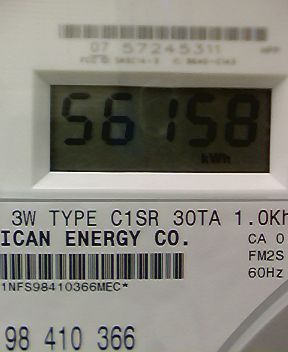 07 57245311
56158
kWh
3W TYPE C1SR 30TA 1.0Kh
ICAN ENERGY CO.
CA 0
FM2S
1NFS98410366MEC*
60Hz
98 410 366